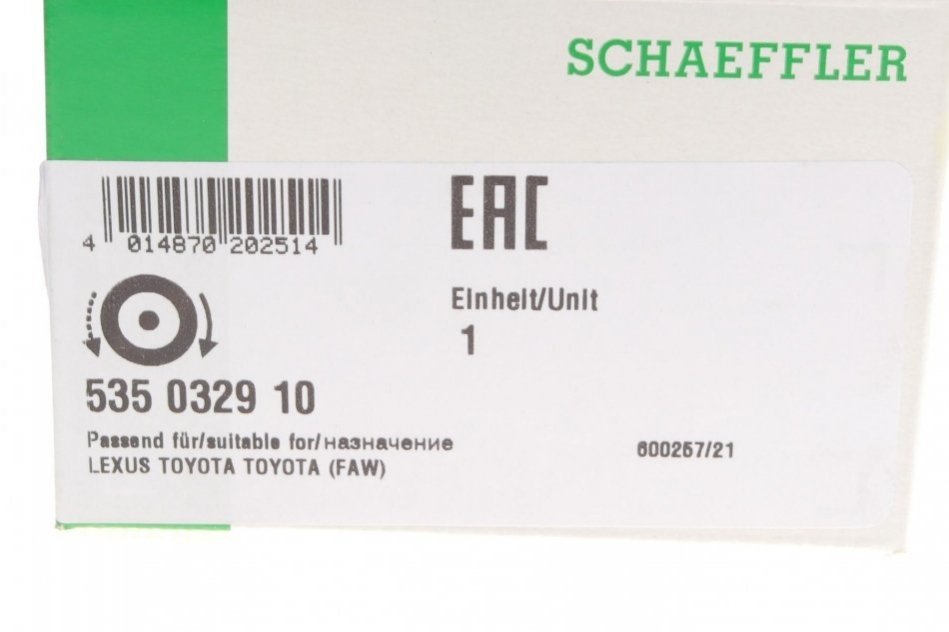 SCHAEFFLER
4 014870 202514
EAC
Einheit/Unit
1
535 0329 10
Passend für/suitable for/назначение
LEXUS TOYOTA TOYOTA (FAW)
600257/21